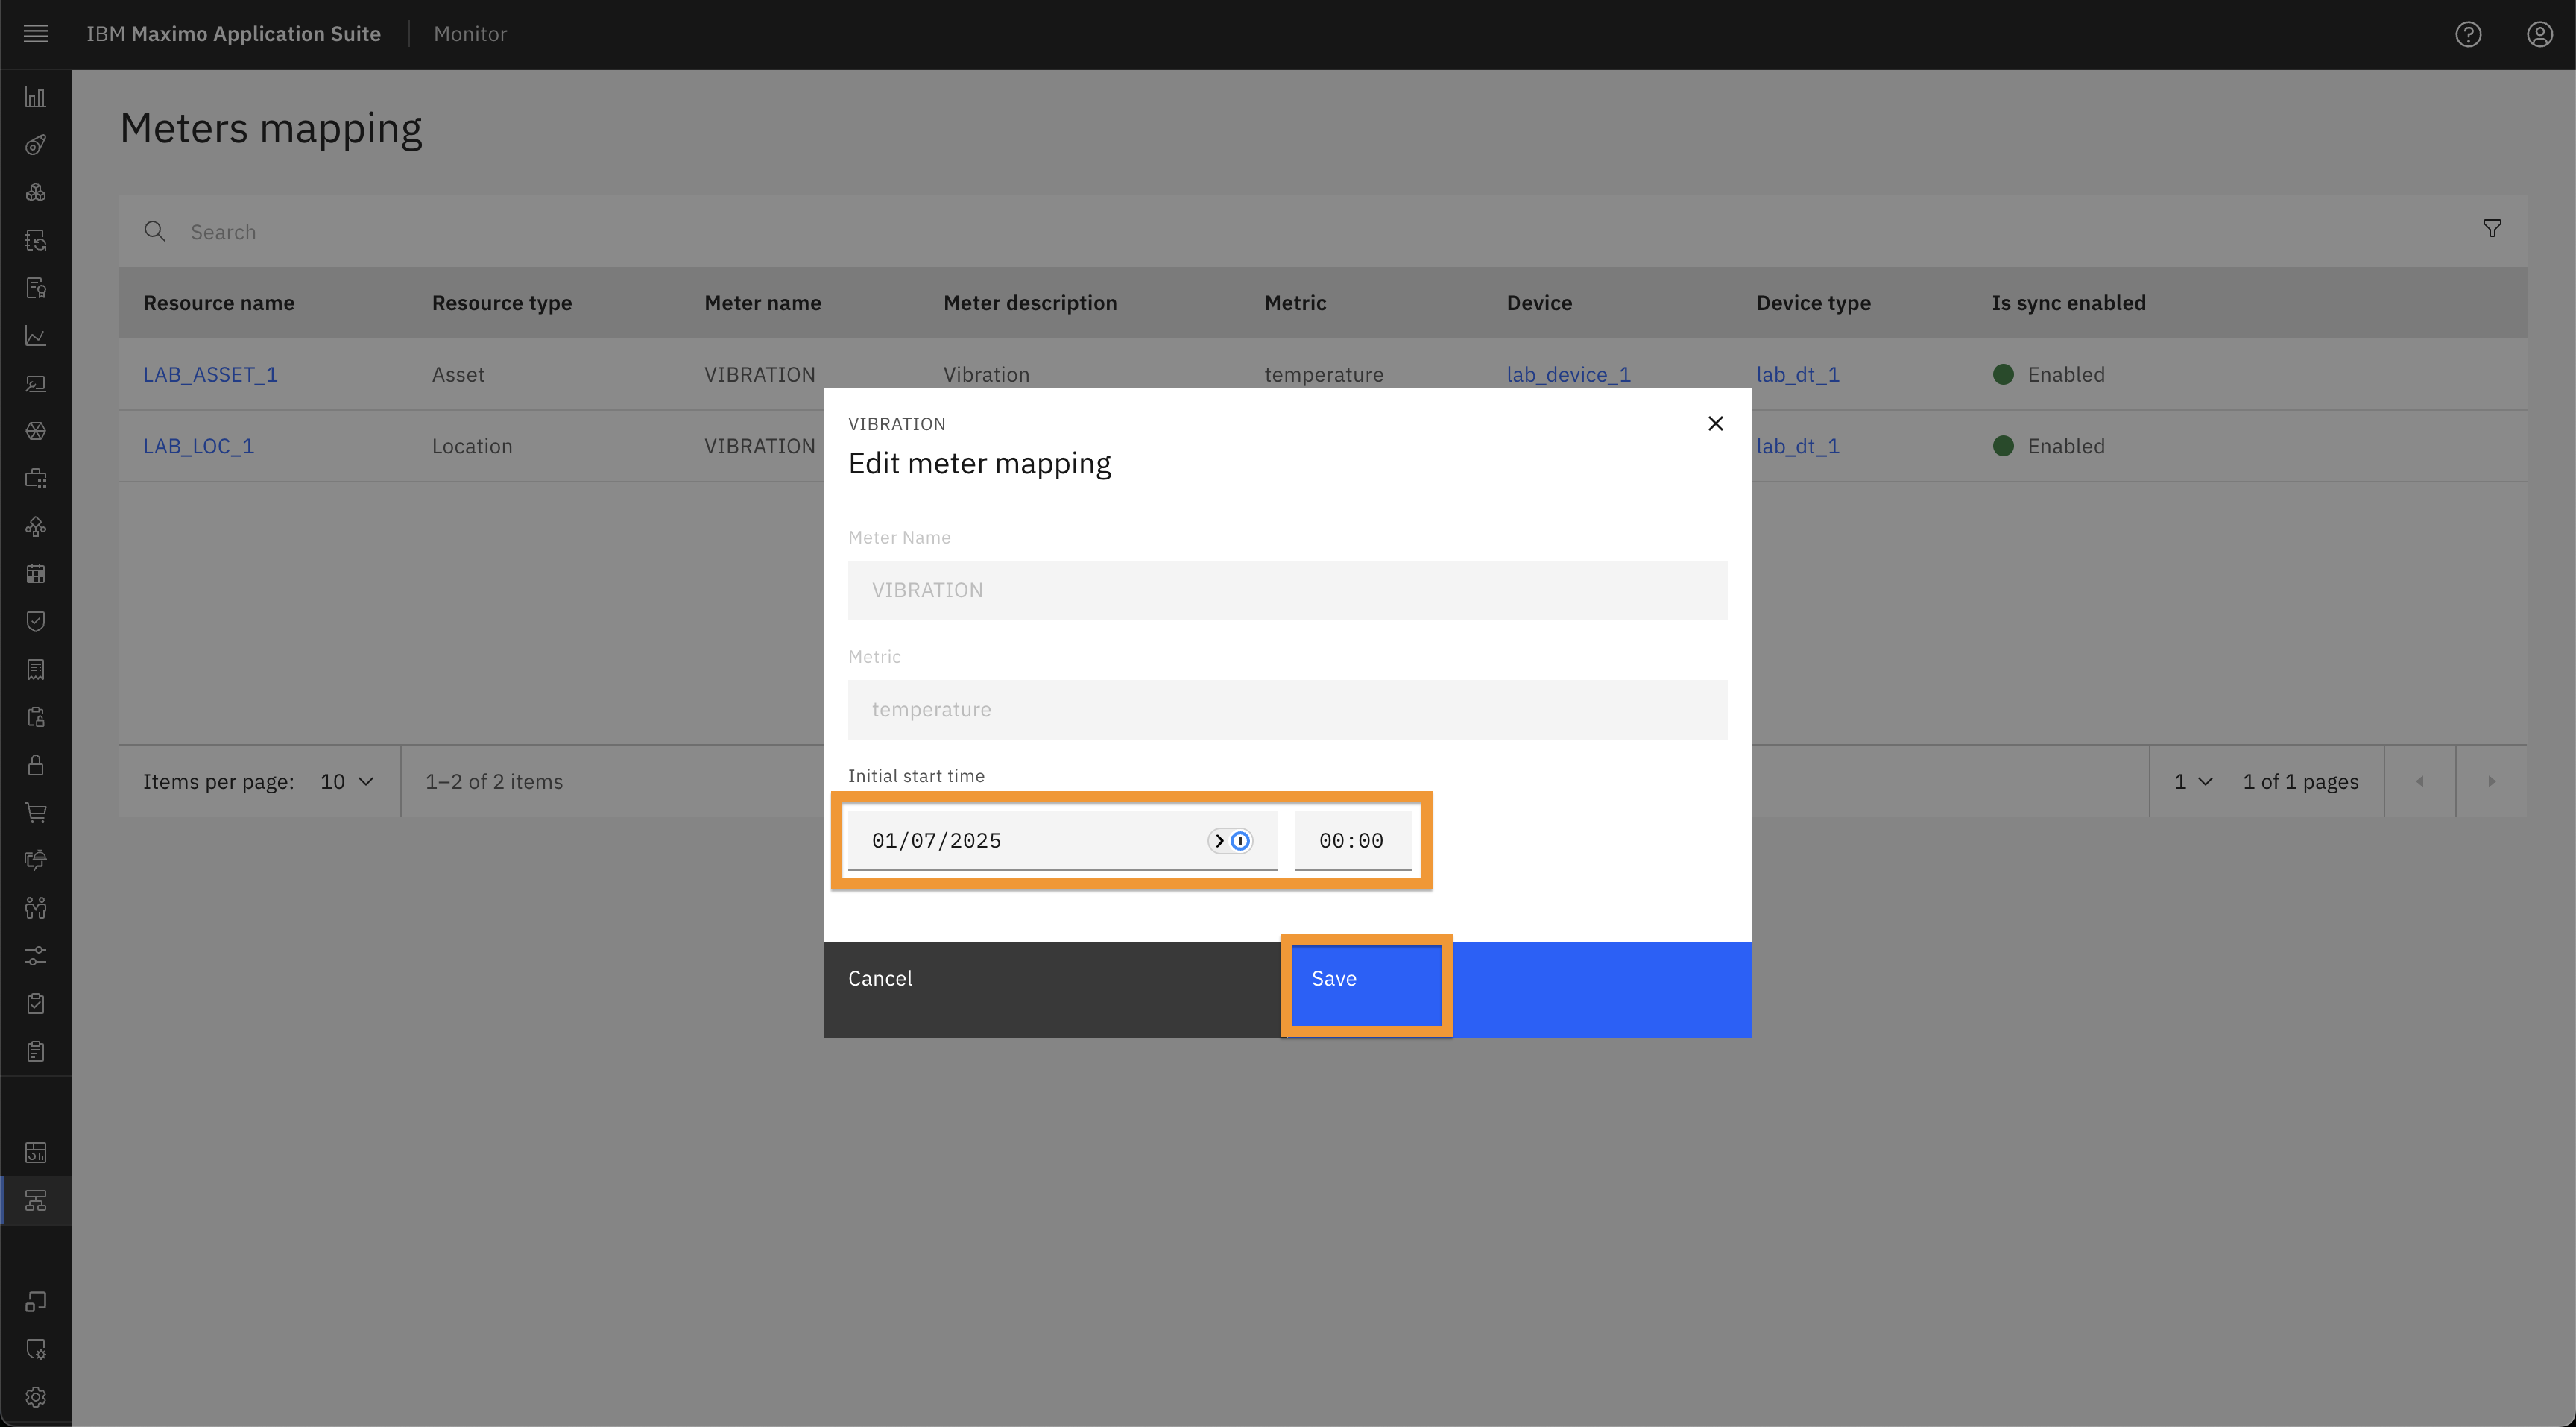 IBM Maximo Application Suite Monitor
Meters mapping
Search
Resource name Resource type Meter name Meter description Metric Device Device type Is sync enabled
LAB_ASSET_1 Asset VIBRATION Vibration temperature lab_device_1 lab_dt_1 Enabled
LAB_LOC_1 Location VIBRATION lab_dt_1 Enabled
VIBRATION
Edit meter mapping
Meter Name
VIBRATION
Metric
temperature
Initial start time
01/07/2025 00:00
Cancel Save
Items per page: 10 1–2 of 2 items 1 1 of 1 pages